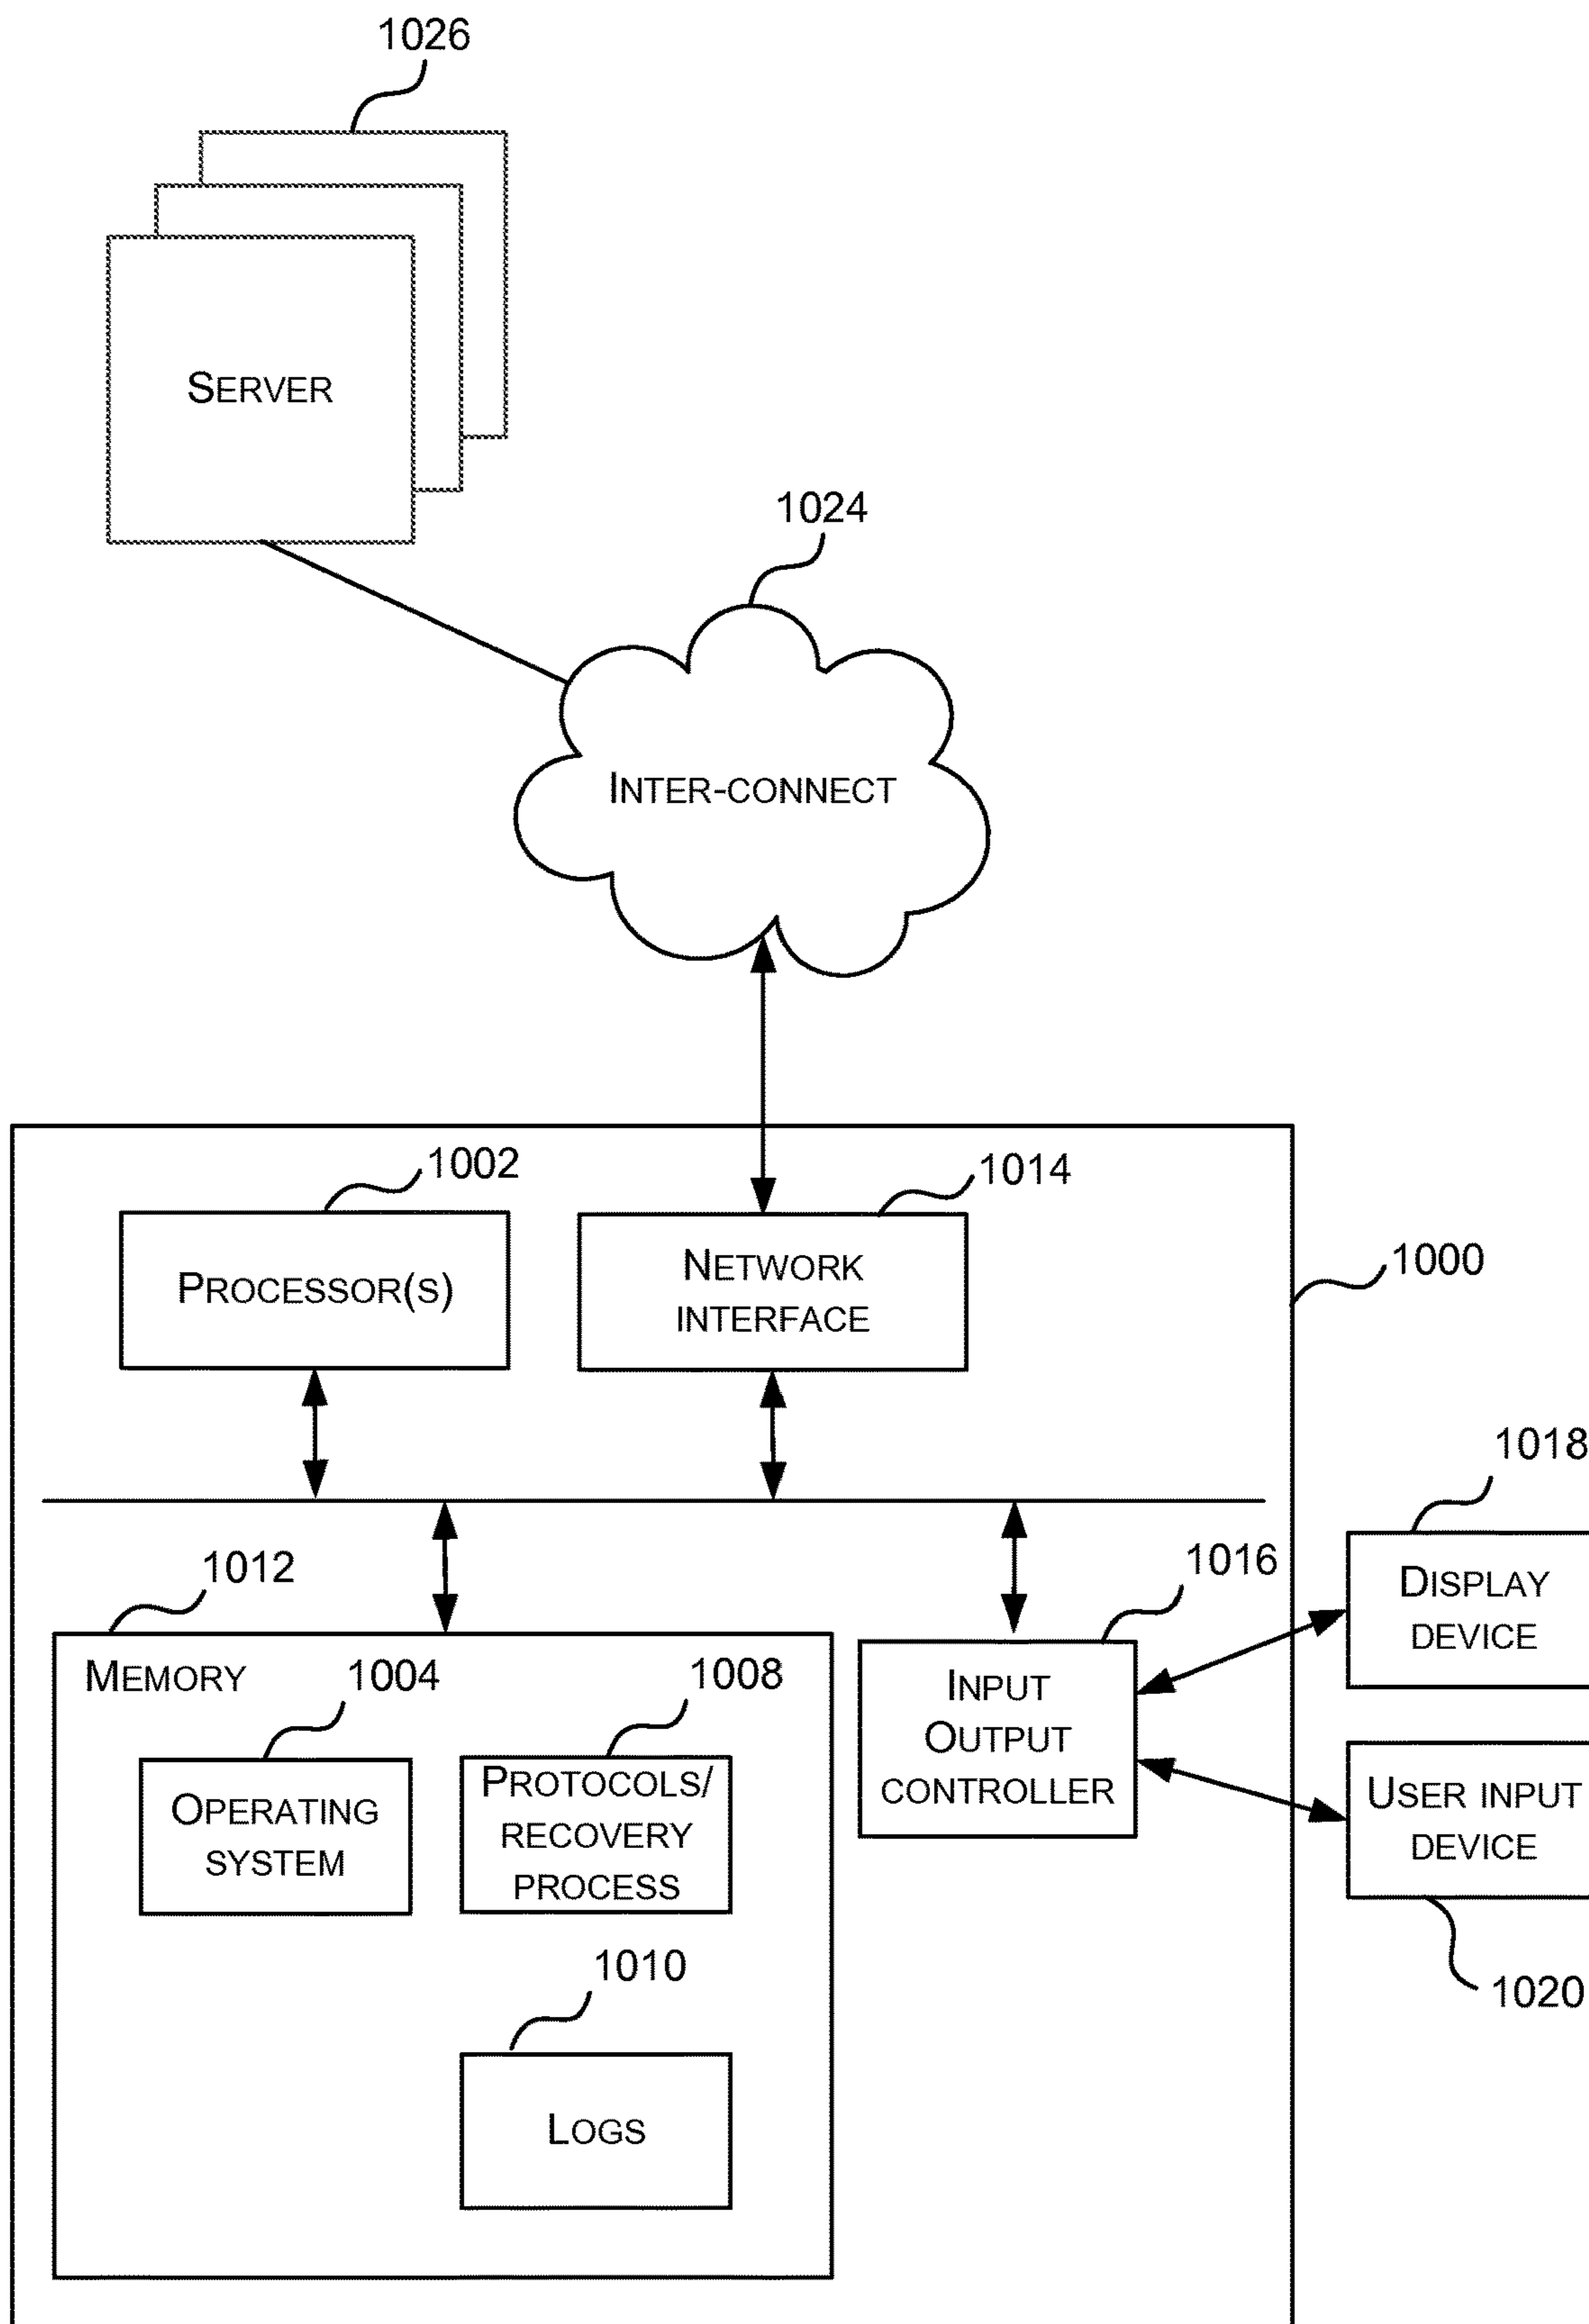 1026
SERVER
1024
INTER-CONNECT
1002
1014
PROCESSOR(S)
NETWORK
INTERFACE
1000
1018
1012
1016
DISPLAY
DEVICE
MEMORY
1004
1008
INPUT
OUTPUT
CONTROLLER
OPERATING
SYSTEM
PROTOCOLS/
RECOVERY
PROCESS
USER INPUT
DEVICE
1010
1020
LOGS